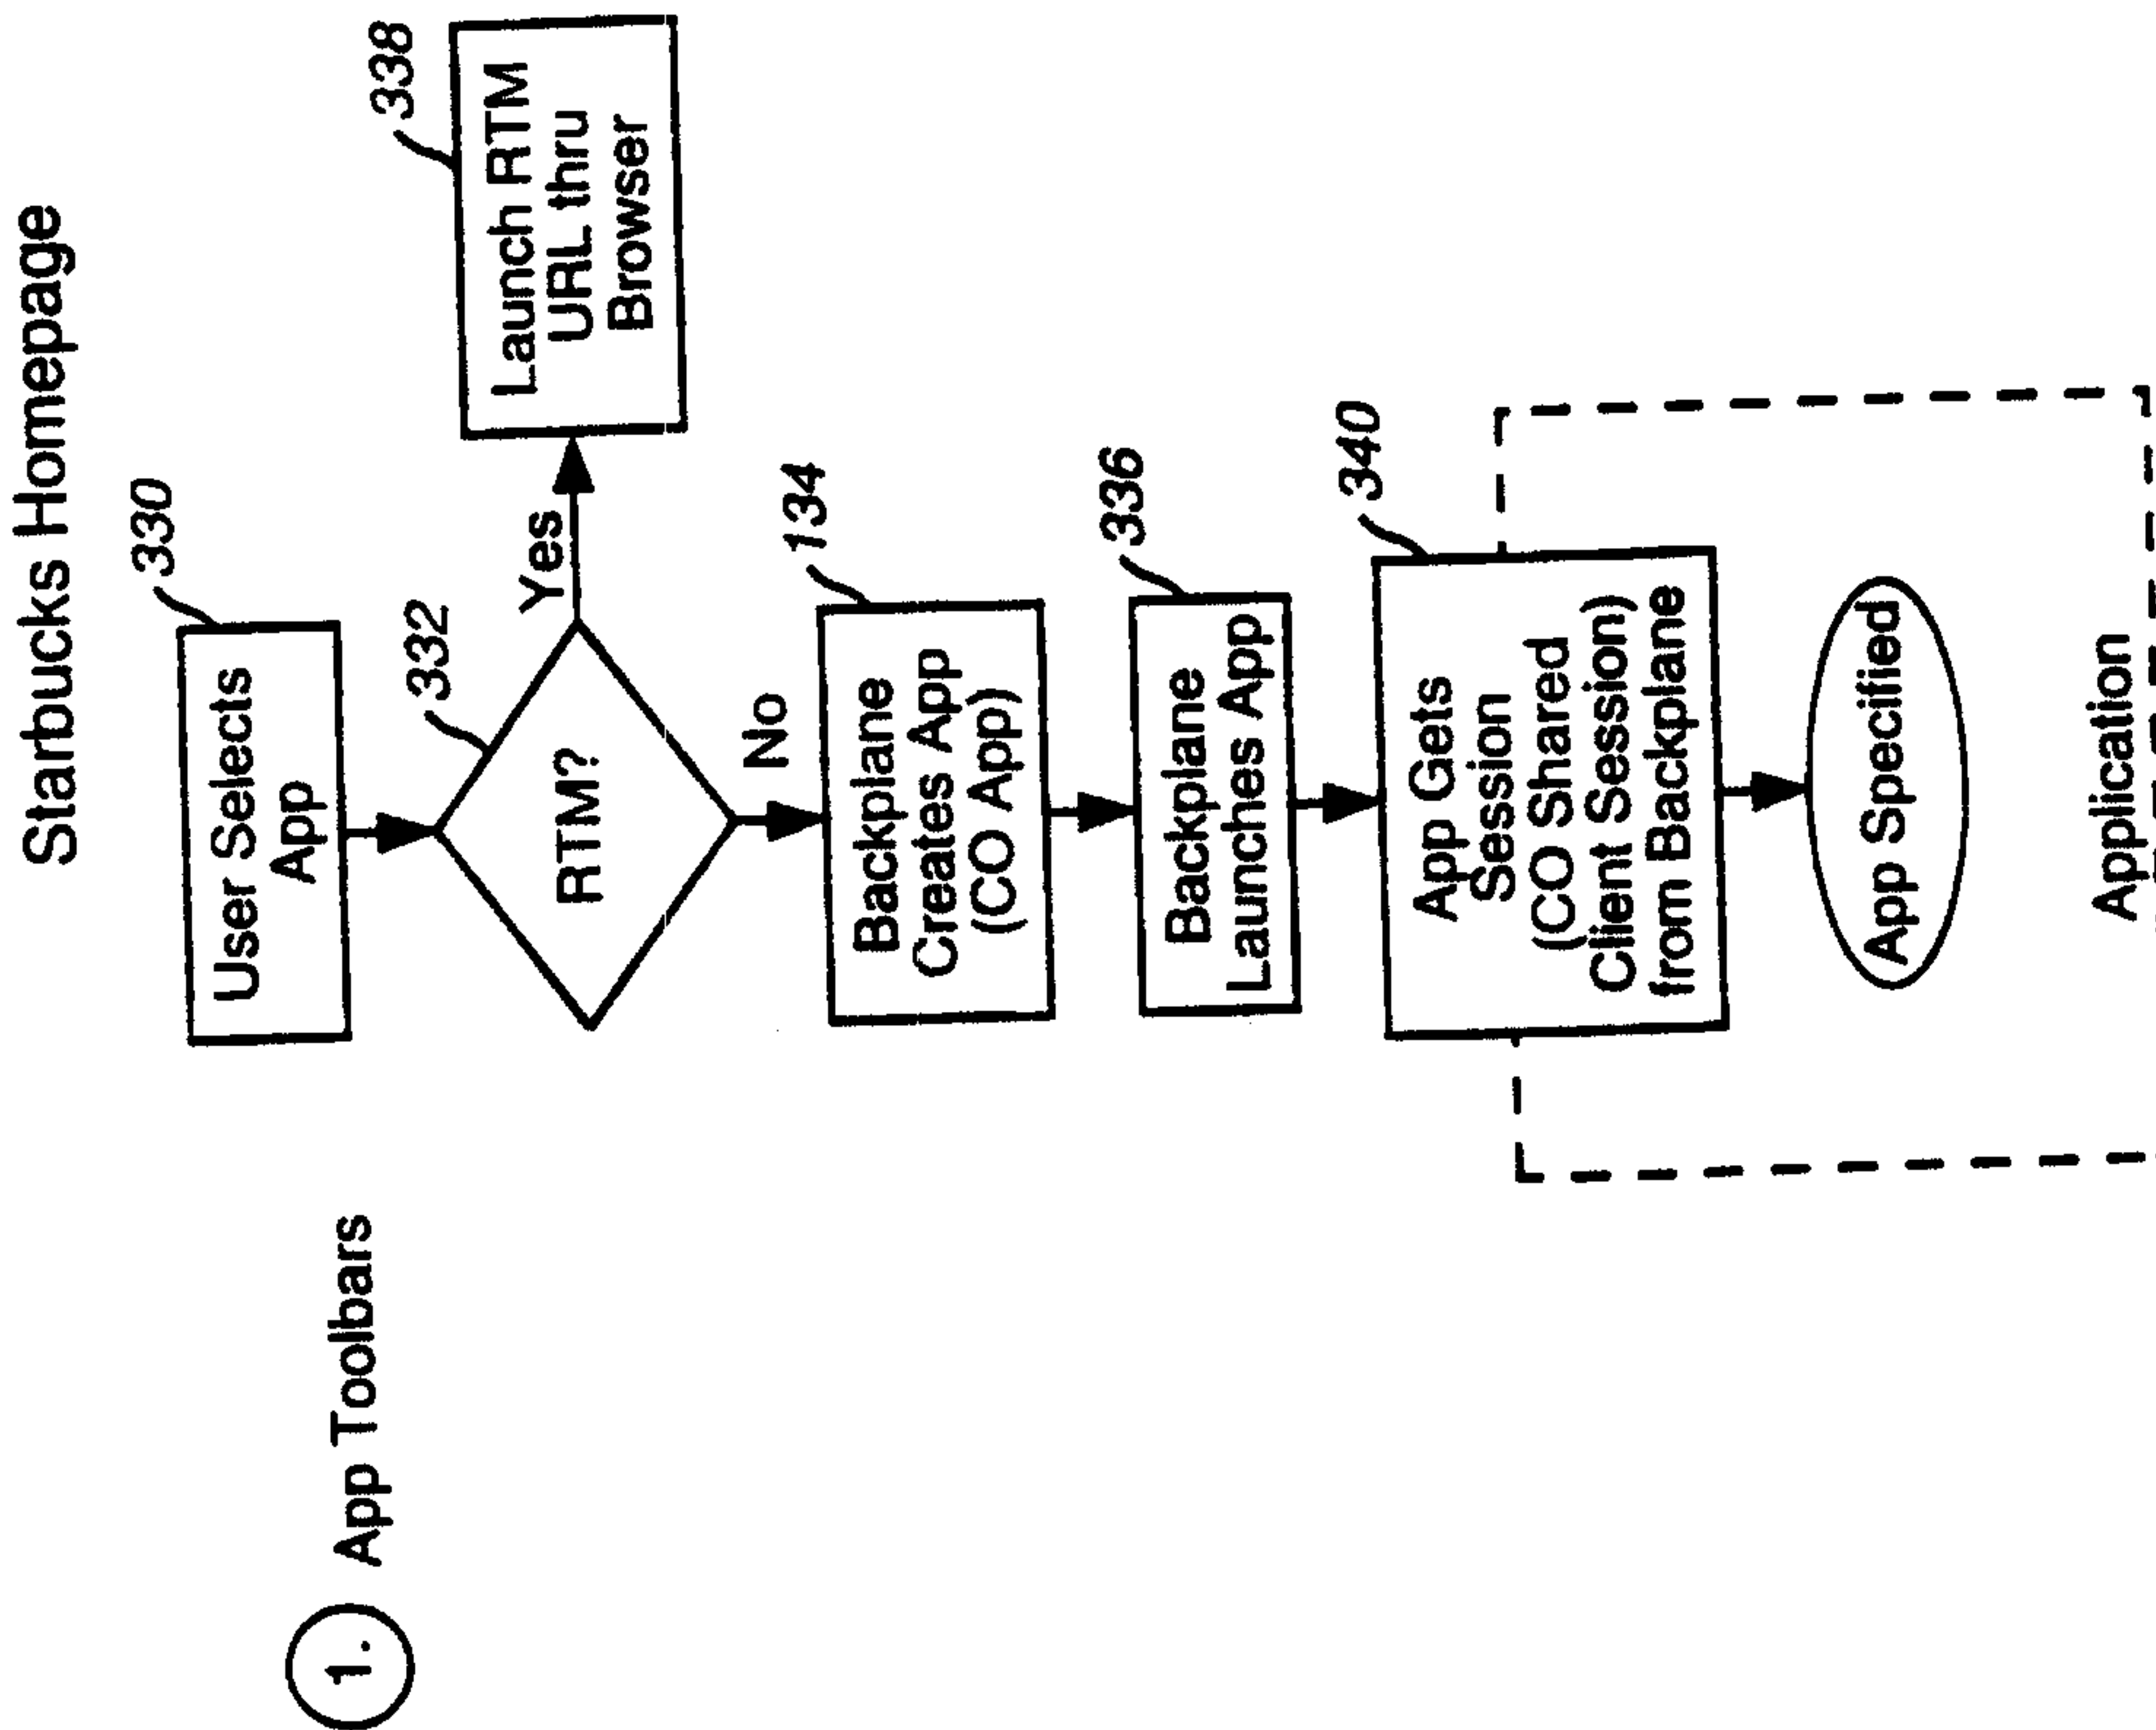 Starbucks Homepage
1. App Toolbars
330
User Selects
App
332
RTM?
Yes
338
Launch RTM
URL thru
Browser
No
134
Backplane
Creates App
(CO App)
336
Backplane
Launches App
340
App Gets
Session
(CO Shared
Client Session)
from Backplane
App Specified
Application